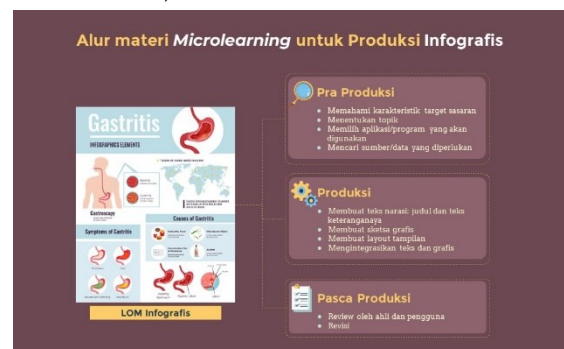 Alur materi Microlearning untuk Produksi Infografis
Gastritis
INFOGRAPHICS ELEMENTS
Gastroscopy
Symptoms of Gastritis
Causes of Gastritis
LOM Infografis
Pra Produksi
• Memahami karakteristik target sasaran
• Menentukan topik
• Memilih aplikasi/program yang akan
digunakan
• Mencari sumber/data yang diperlukan
Produksi
• Membuat teks narasi: judul dan teks
keterangannya
• Membuat sketsa grafis
• Membuat layout tampilan
• Mengintegrasikan teks dan grafis
Pasca Produksi
• Review oleh ahli dan pengguna
• Revisi